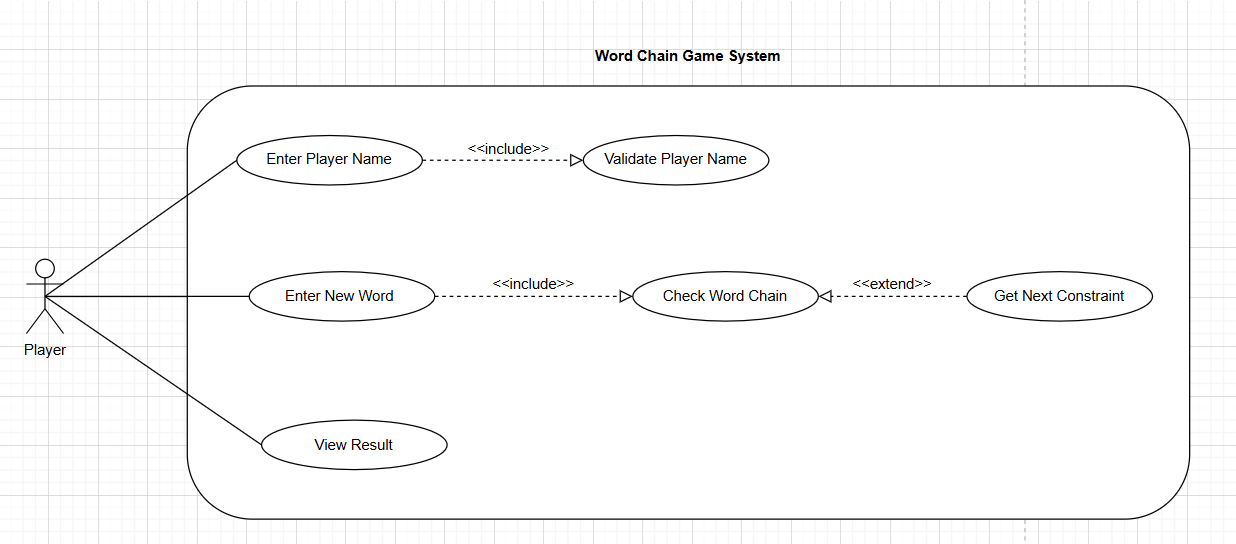 Word Chain Game System
Enter Player Name
<<include>>
Validate Player Name
Enter New Word
<<include>>
Check Word Chain
<<extend>>
Get Next Constraint
Player
View Result